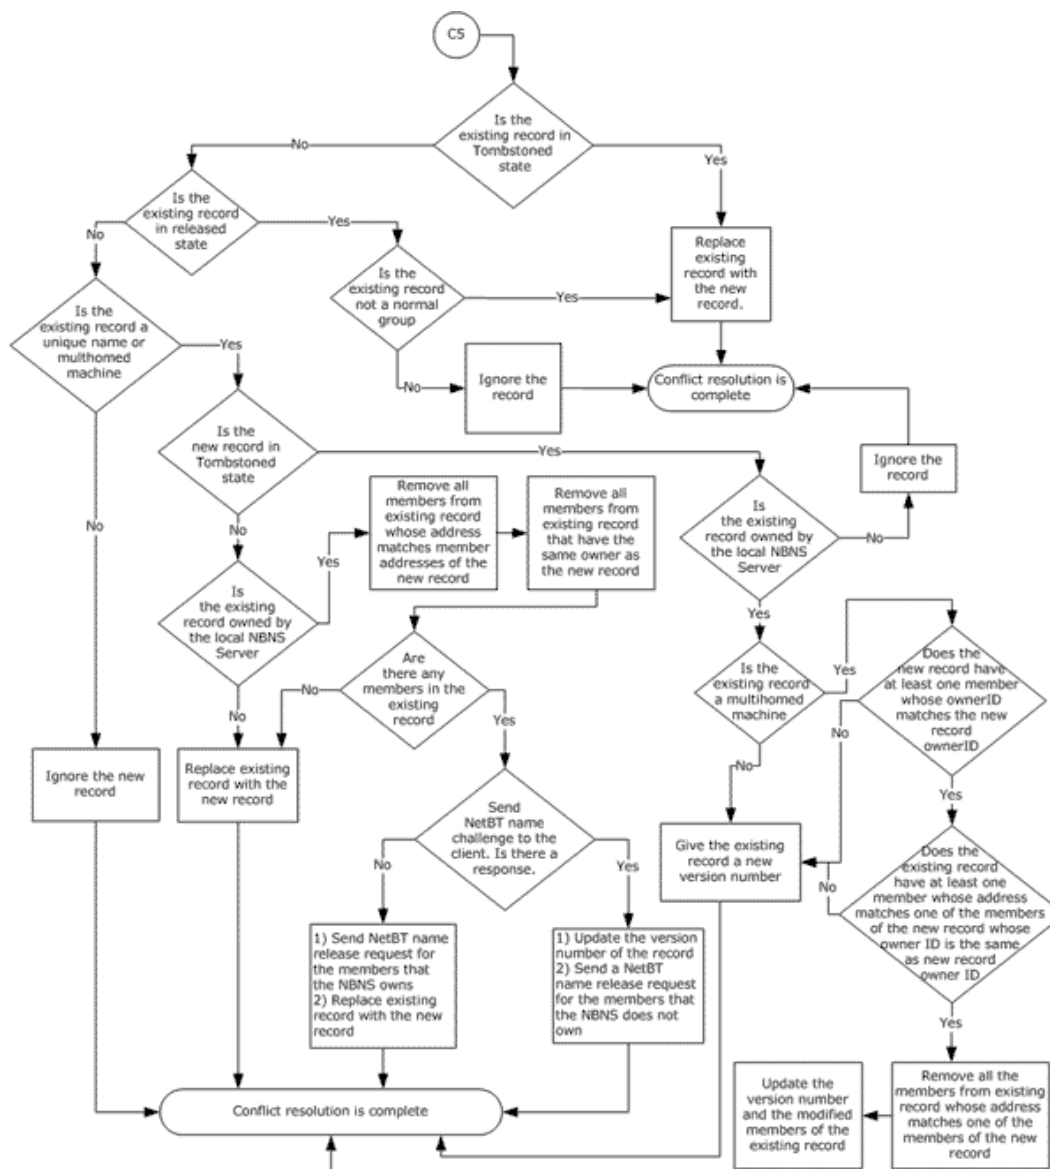 C5
Is the
existing record in
Tombstoned
state
No
Yes
Is the
existing record
in released
state
No
Yes
Is the
existing record
not a normal
group
Yes
No
Replace
existing
record with
the new
record.
Is the
existing record a
unique name or
multhomed
machine
Yes
No
Ignore the
record
Conflict resolution is
complete
Is the
new record in
Tombstoned
state
Yes
No
Ignore the
record
Remove all
members from
existing record
whose address
matches member
addresses of the
new record
Remove all
members from
existing record
that have the
same owner as
the new record
Is
the existing
record owned by
the local NBNS
Server
No
Yes
Is
the existing
record owned by
the local NBNS
Server
Yes
No
Are
there any
members in the
existing
record
No
Yes
Is the
existing record
a multihomed
machine
Yes
No
Does the
new record have
at least one member
whose ownerID
matches the new
record
ownerID
No
Yes
Ignore the new
record
Replace existing
record with the
new record
Send
NetBT name
challenge to the
client. Is there a
response.
No
Yes
Give the existing
record a new
version number
Does the
existing record
have at least one
member whose address
matches one of the members
of the new record whose
owner ID is the same
as new record
owner ID
No
Yes
1) Send NetBT name
release request for
the members that
the NBNS owns
2) Replace existing
record with the new
record
1) Update the version
number of the record
2) Send a NetBT
name release request
for the members that
the NBNS does not
own
Conflict resolution is complete
Update the
version number
and the modified
members of the
existing record
Remove all the
members from existing
record whose address
matches one of the
members of the new
record